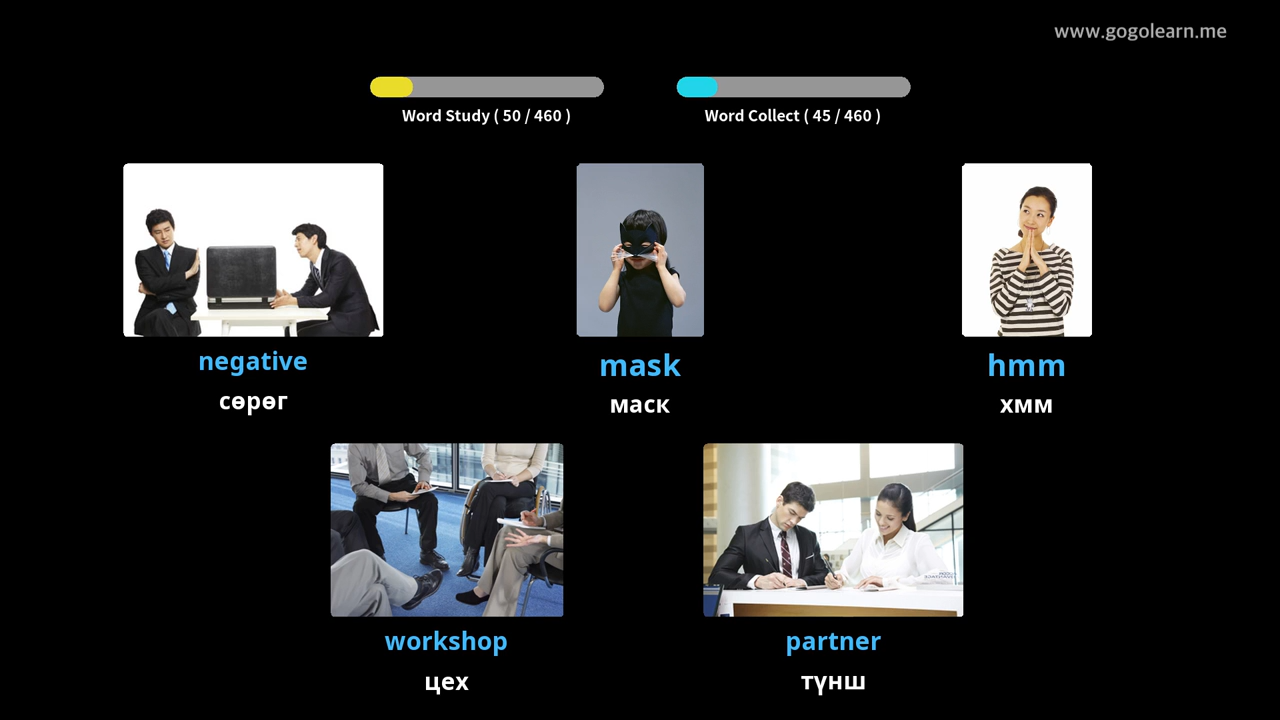 www.gogolearn.me
Word Study ( 50 / 460 )
Word Collect ( 45 / 460 )
negative
сөрөг
mask
маск
hmm
хмм
workshop
цех
partner
түнш